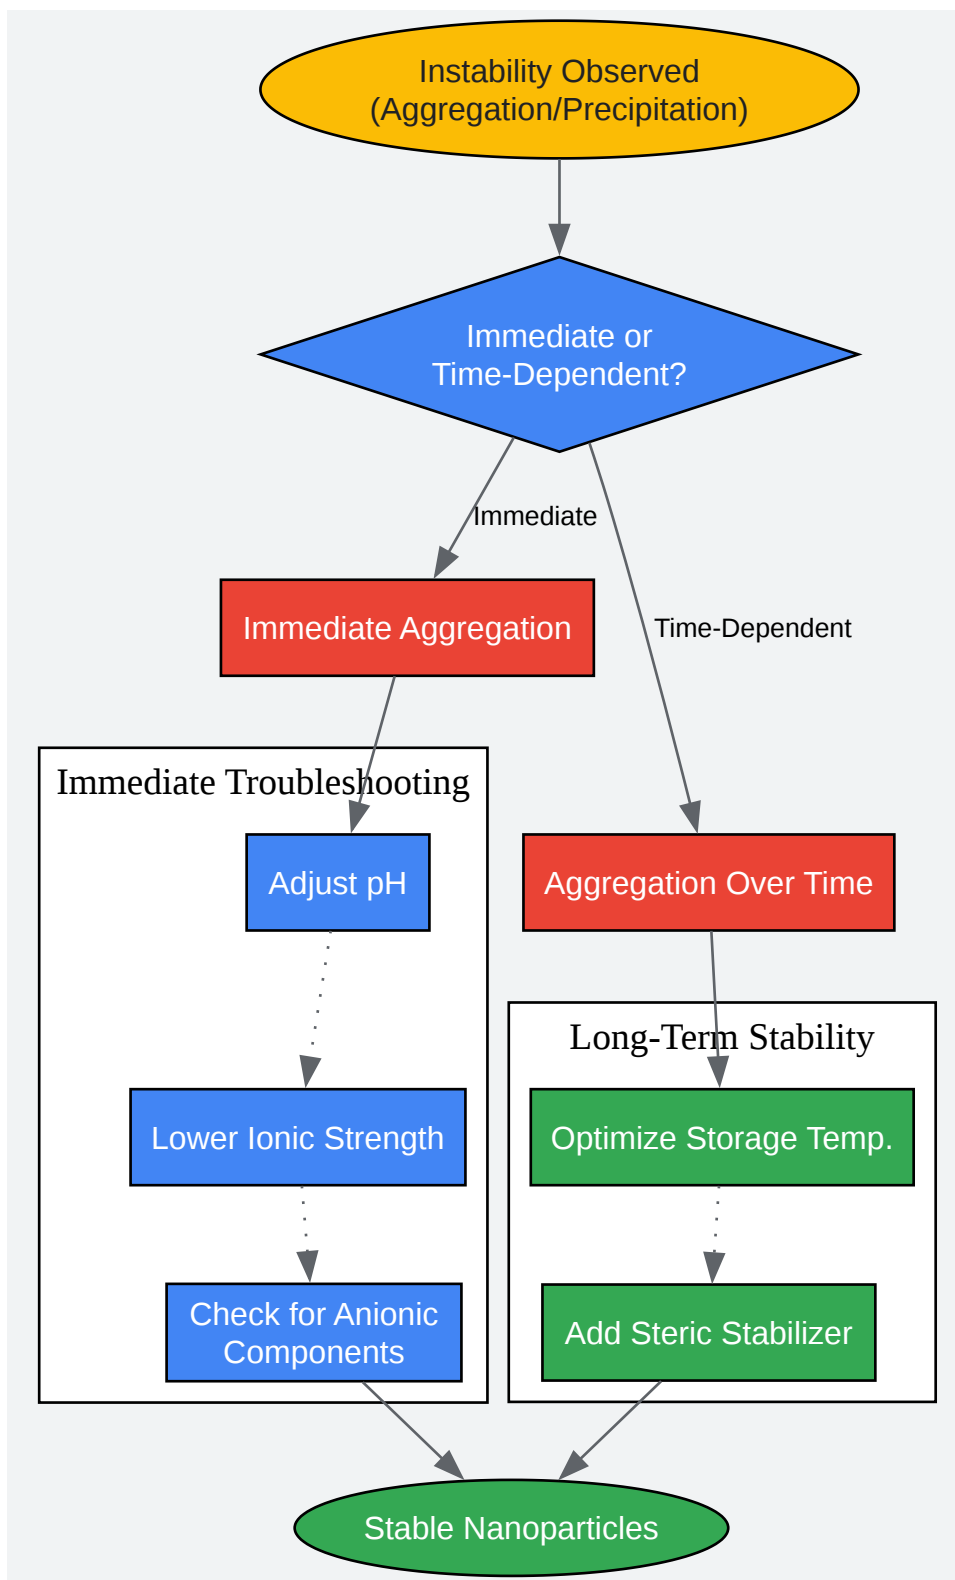 Instability Observed
(Aggregation/Precipitation)
Immediate or
Time-Dependent?
Immediate
Immediate Aggregation
Time-Dependent
Immediate Troubleshooting
Adjust pH
Aggregation Over Time
Long-Term Stability
Lower Ionic Strength
Optimize Storage Temp.
Check for Anionic
Components
Add Steric Stabilizer
Stable Nanoparticles